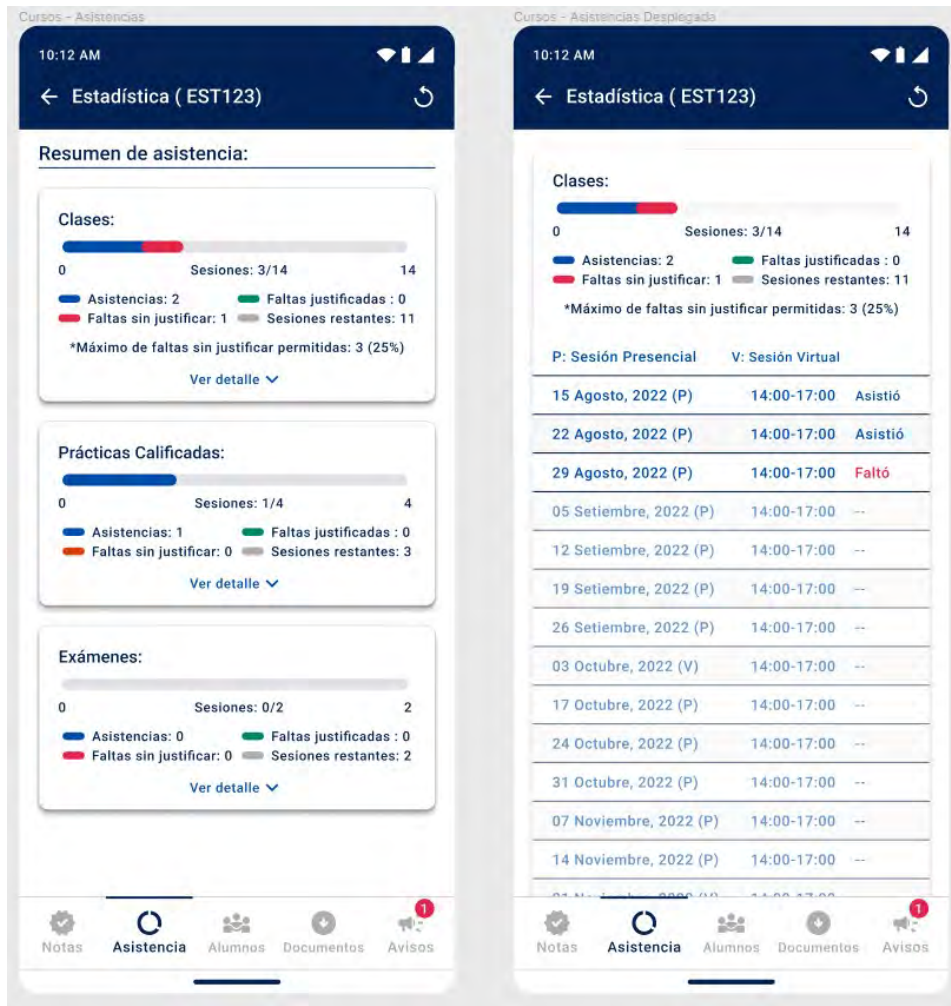 Cursos - Asistencias
10:12 AM
Estadística ( EST123)
Resumen de asistencia:
Clases:
0 Sesiones: 3/14 14
Asistencias: 2 Faltas justificadas : 0
Faltas sin justificar: 1 Sesiones restantes: 11
*Máximo de faltas sin justificar permitidas: 3 (25%)
Ver detalle
Prácticas Calificadas:
0 Sesiones: 1/4 4
Asistencias: 1 Faltas justificadas : 0
Faltas sin justificar: 0 Sesiones restantes: 3
Ver detalle
Exámenes:
0 Sesiones: 0/2 2
Asistencias: 0 Faltas justificadas : 0
Faltas sin justificar: 0 Sesiones restantes: 2
Ver detalle
1
Notas Asistencia Alumnos Documentos Avisos
Cursos - Asistencias Desplegada
10:12 AM
Estadística ( EST123)
Clases:
0 Sesiones: 3/14 14
Asistencias: 2 Faltas justificadas : 0
Faltas sin justificar: 1 Sesiones restantes: 11
*Máximo de faltas sin justificar permitidas: 3 (25%)
P: Sesión Presencial V: Sesión Virtual
15 Agosto, 2022 (P) 14:00-17:00 Asistió
22 Agosto, 2022 (P) 14:00-17:00 Asistió
29 Agosto, 2022 (P) 14:00-17:00 Faltó
05 Setiembre, 2022 (P) 14:00-17:00 --
12 Setiembre, 2022 (P) 14:00-17:00 --
19 Setiembre, 2022 (P) 14:00-17:00 --
26 Setiembre, 2022 (P) 14:00-17:00 --
03 Octubre, 2022 (V) 14:00-17:00 --
17 Octubre, 2022 (P) 14:00-17:00 --
24 Octubre, 2022 (P) 14:00-17:00 --
31 Octubre, 2022 (P) 14:00-17:00 --
07 Noviembre, 2022 (P) 14:00-17:00 --
14 Noviembre, 2022 (P) 14:00-17:00 --
1
Notas Asistencia Alumnos Documentos Avisos